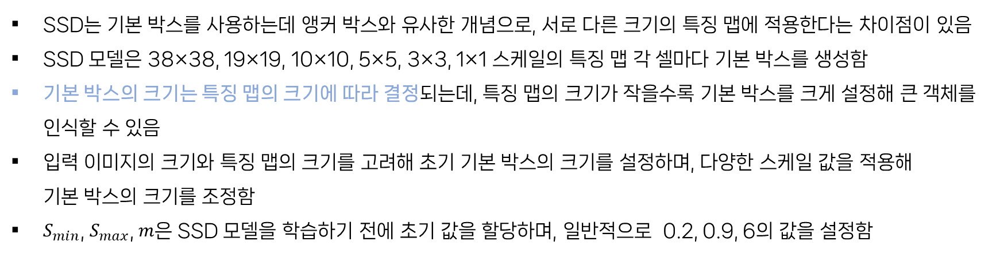 ▪ SSD는 기본 박스를 사용하는데 앵커 박스와 유사한 개념으로, 서로 다른 크기의 특징 맵에 적용한다는 차이점이 있음
▪ SSD 모델은 38×38, 19×19, 10×10, 5×5, 3×3, 1×1 스케일의 특징 맵 각 셀마다 기본 박스를 생성함
▪ 기본 박스의 크기는 특징 맵의 크기에 따라 결정되는데, 특징 맵의 크기가 작을수록 기본 박스를 크게 설정해 큰 객체를
인식할 수 있음
▪ 입력 이미지의 크기와 특징 맵의 크기를 고려해 초기 기본 박스의 크기를 설정하며, 다양한 스케일 값을 적용해
기본 박스의 크기를 조정함
▪ S_min, S_max, m은 SSD 모델을 학습하기 전에 초기 값을 할당하며, 일반적으로 0.2, 0.9, 6의 값을 설정함